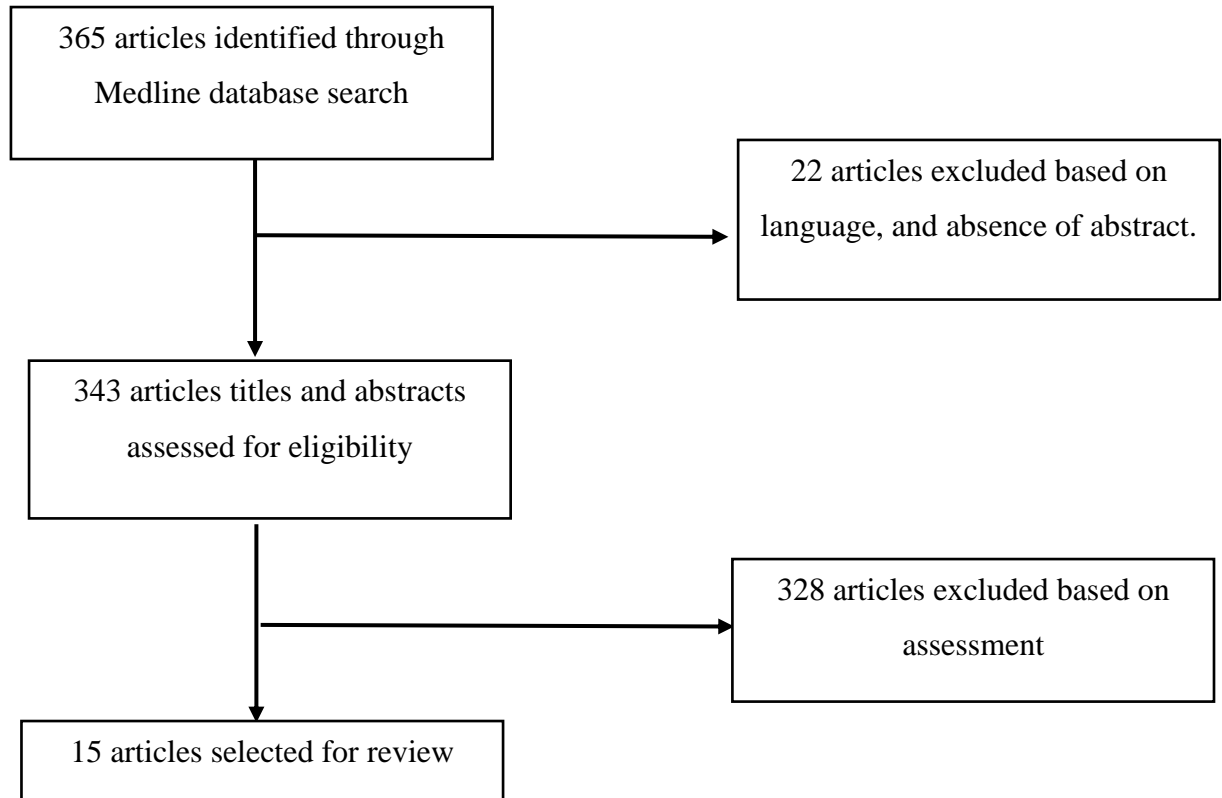 365 articles identified through
Medline database search
22 articles excluded based on
language, and absence of abstract.
343 articles titles and abstracts
assessed for eligibility
328 articles excluded based on
assessment
15 articles selected for review